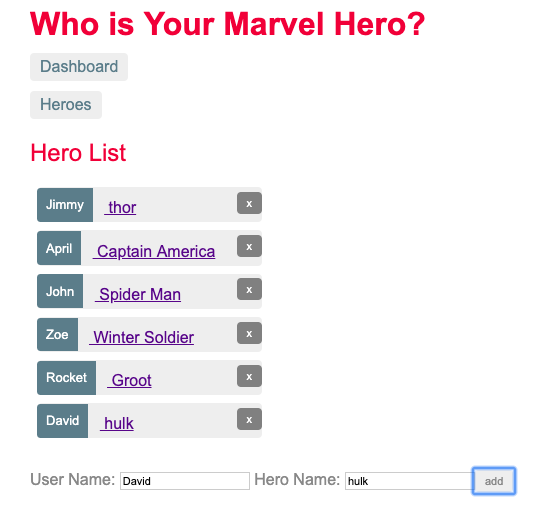 Who is Your Marvel Hero?
Dashboard
Heroes
Hero List
Jimmy thor x
April Captain America x
John Spider Man x
Zoe Winter Soldier x
Rocket Groot x
David hulk x
User Name: David Hero Name: hulk add